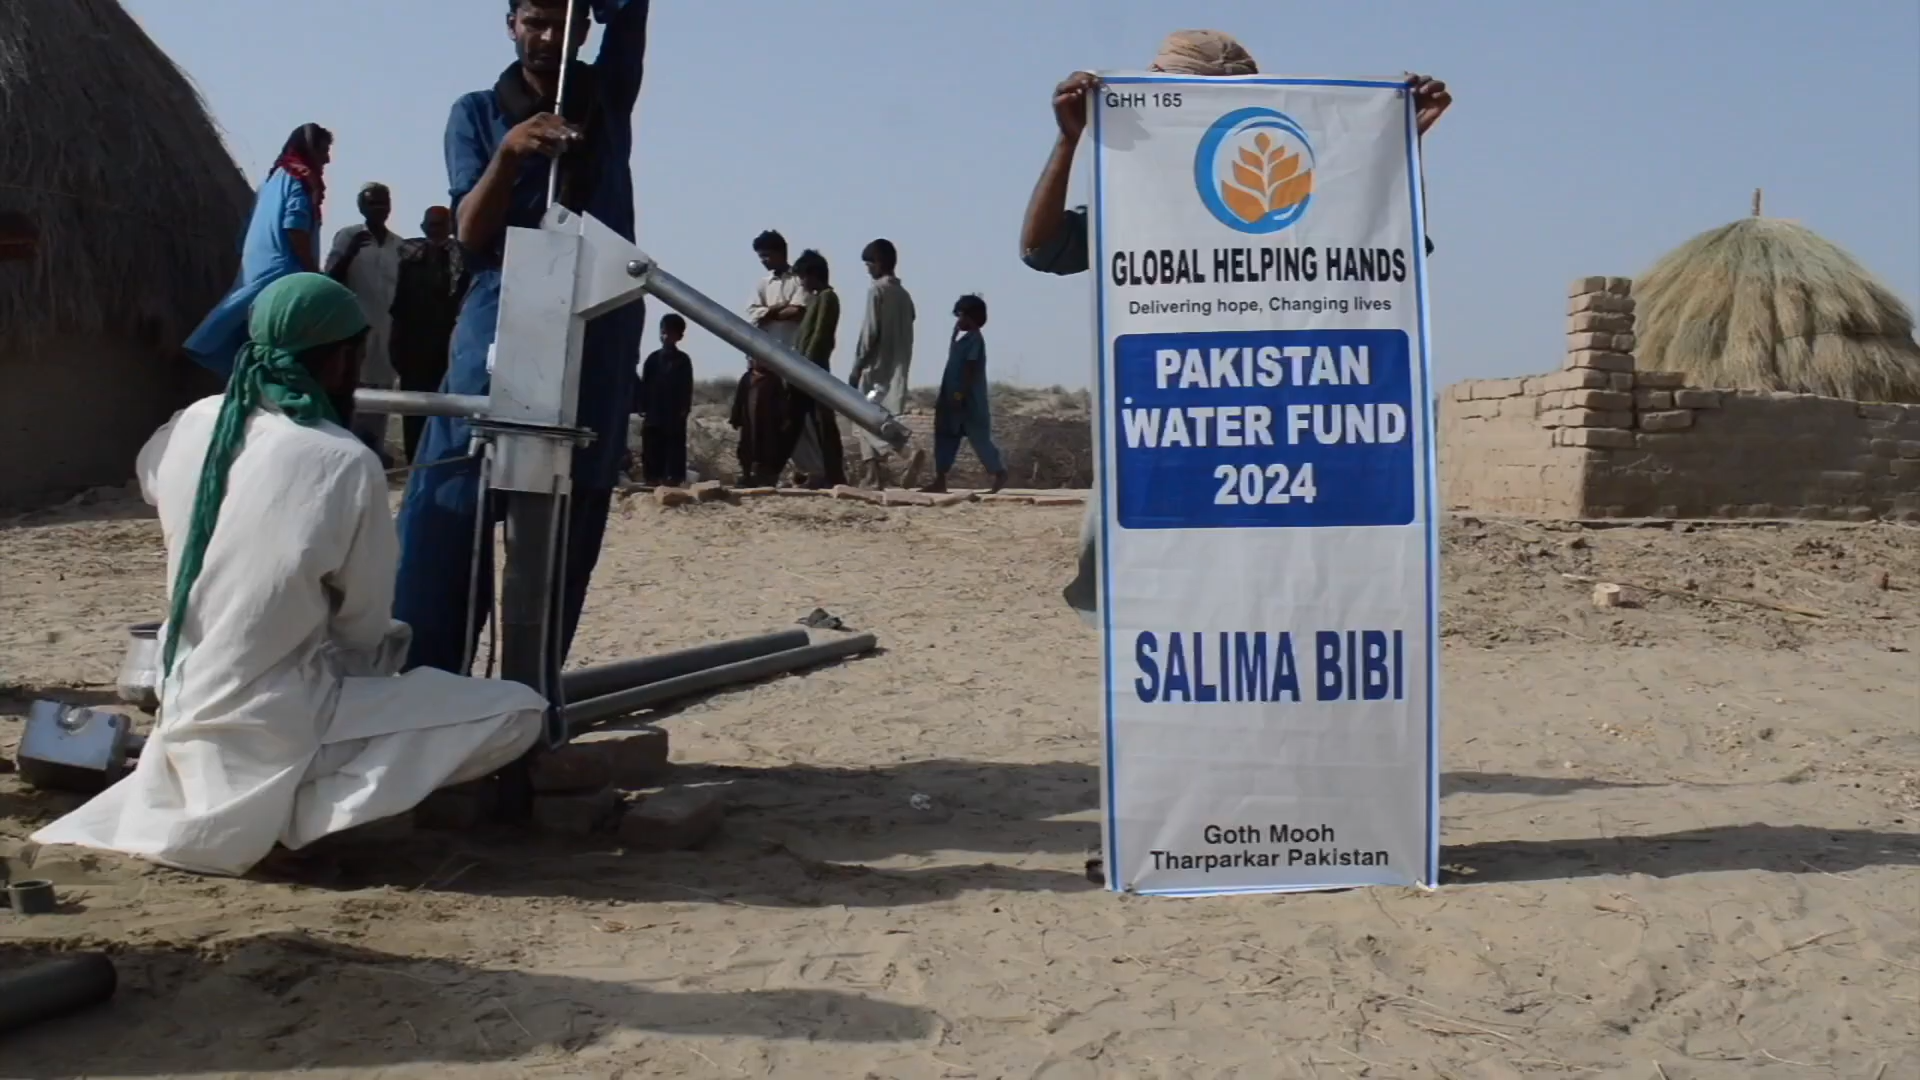 GHH 165
GLOBAL HELPING HANDS
Delivering hope, Changing lives
PAKISTAN
WATER FUND
2024
SALIMA BIBI
Goth Mooh
Tharparkar Pakistan